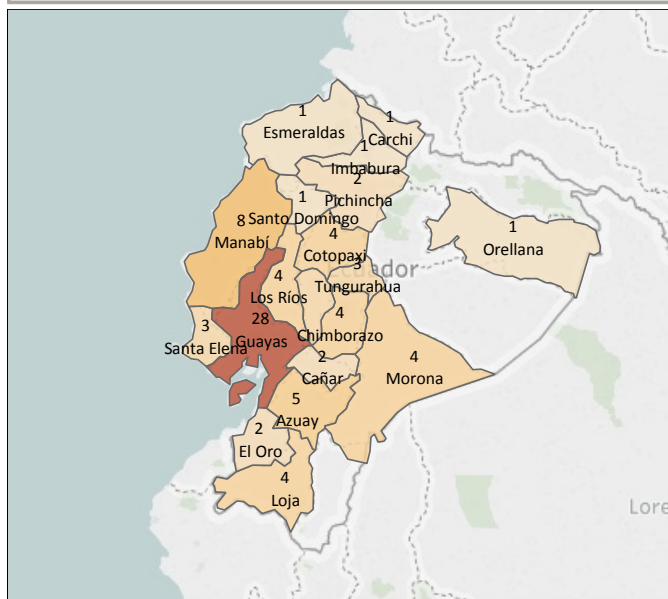 1
Esmeraldas
1
Carchi
1
Imbabura
2
Pichincha
1
Santo Domingo
8
Manabí
4
Cotopaxi
1
Orellana
Ecuador
3
Tungurahua
4
Los Ríos
28
Guayas
3
Santa Elena
4
Chimborazo
2
Cañar
4
Morona
5
Azuay
2
El Oro
4
Loja
Lore